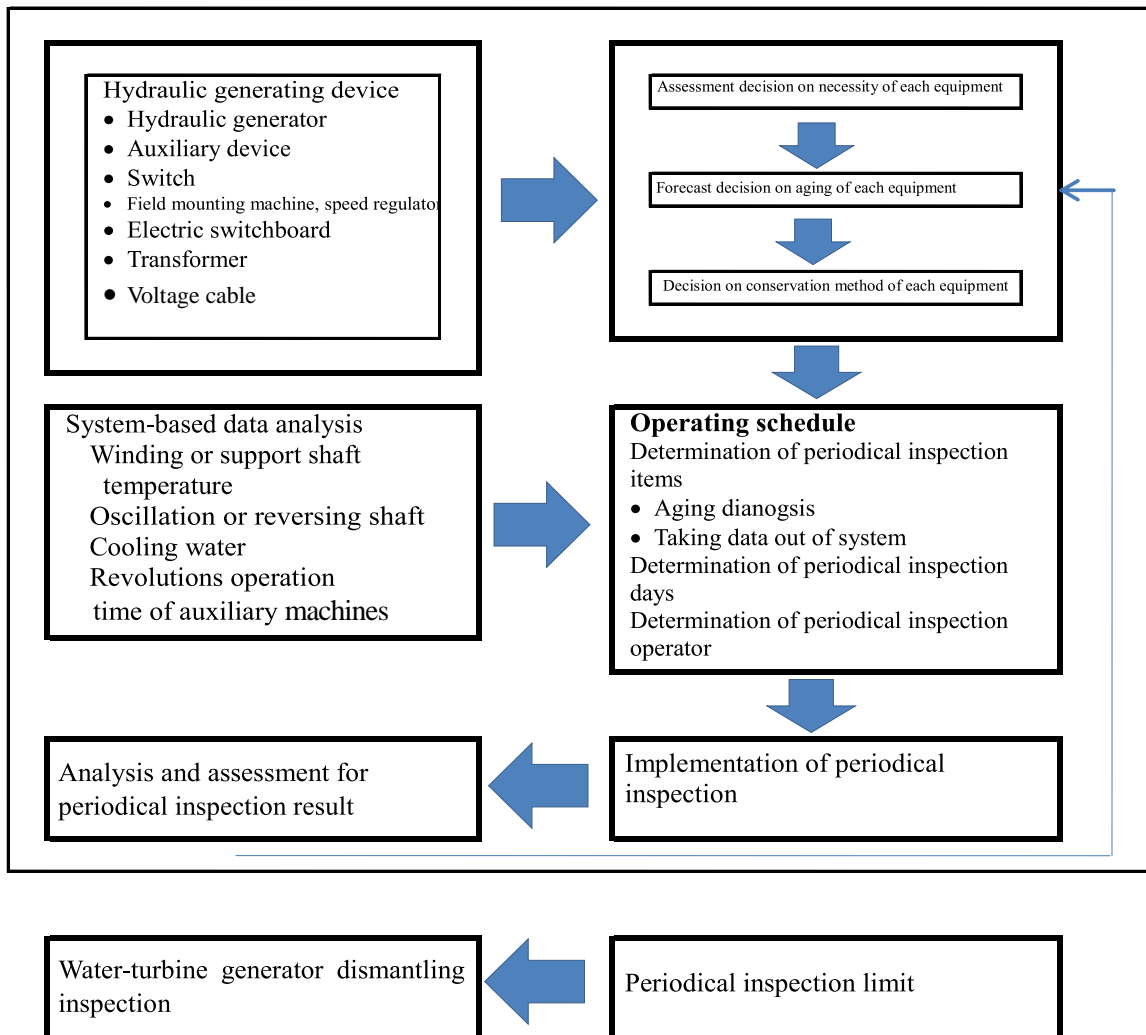 Hydraulic generating device
• Hydraulic generator
• Auxiliary device
• Switch
• Field mounting machine, speed regulator
• Electric switchboard
• Transformer
• Voltage cable
Assessment decision on necessity of each equipment
Forecast decision on aging of each equipment
Decision on conservation method of each equipment
System-based data analysis
Winding or support shaft
temperature
Oscillation or reversing shaft
Cooling water
Revolutions operation
time of auxiliary machines
Operating schedule
Determination of periodical inspection
items
• Aging dianogsis
• Taking data out of system
Determination of periodical inspection
days
Determination of periodical inspection
operator
Analysis and assessment for
periodical inspection result
Implementation of periodical
inspection
Water-turbine generator dismantling
inspection
Periodical inspection limit